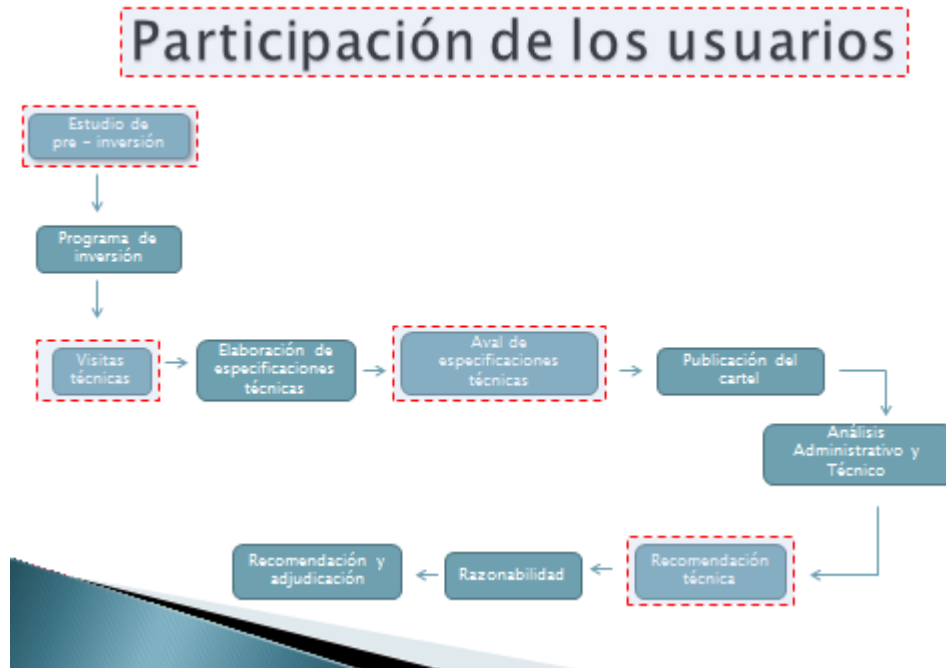 Participación de los usuarios
Estudio de
pre - inversión
Programa de
inversión
Visitas
técnicas
Elaboración de
especificaciones
técnicas
Aval de
especificaciones
técnicas
Publicación del
cartel
Análisis
Administrativo y
Técnico
Recomendación
técnica
Razonabilidad
Recomendación y
adjudicación